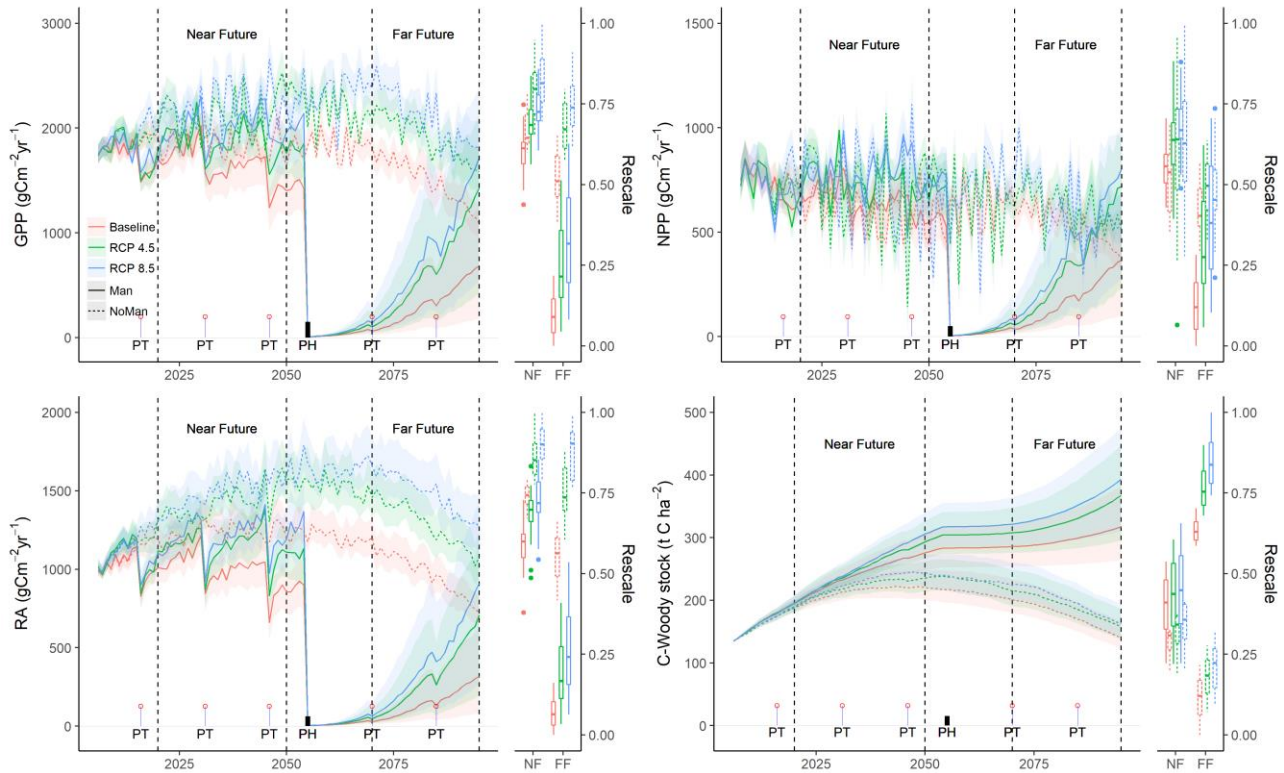 3000
2000
1000
0
GPP (gCm−2yr−1)
Near Future
Far Future
Baseline
RCP 4.5
RCP 8.5
Man
NoMan
PT
PT
PT
PH
PT
PT
2025
2050
2075
1.00
0.75
0.50
0.25
0.00
Rescale
NF
FF
1500
1000
500
0
NPP (gCm−2yr−1)
Near Future
Far Future
PT
PT
PT
PH
PT
PT
2025
2050
2075
1.00
0.75
0.50
0.25
0.00
Rescale
NF
FF
2000
1500
1000
500
0
RA (gCm−2yr−1)
Near Future
Far Future
PT
PT
PT
PH
PT
PT
2025
2050
2075
1.00
0.75
0.50
0.25
0.00
Rescale
NF
FF
500
400
300
200
100
0
C−Woody stock (t C ha−2)
Near Future
Far Future
PT
PT
PT
PH
PT
PT
2025
2050
2075
1.00
0.75
0.50
0.25
0.00
Rescale
NF
FF